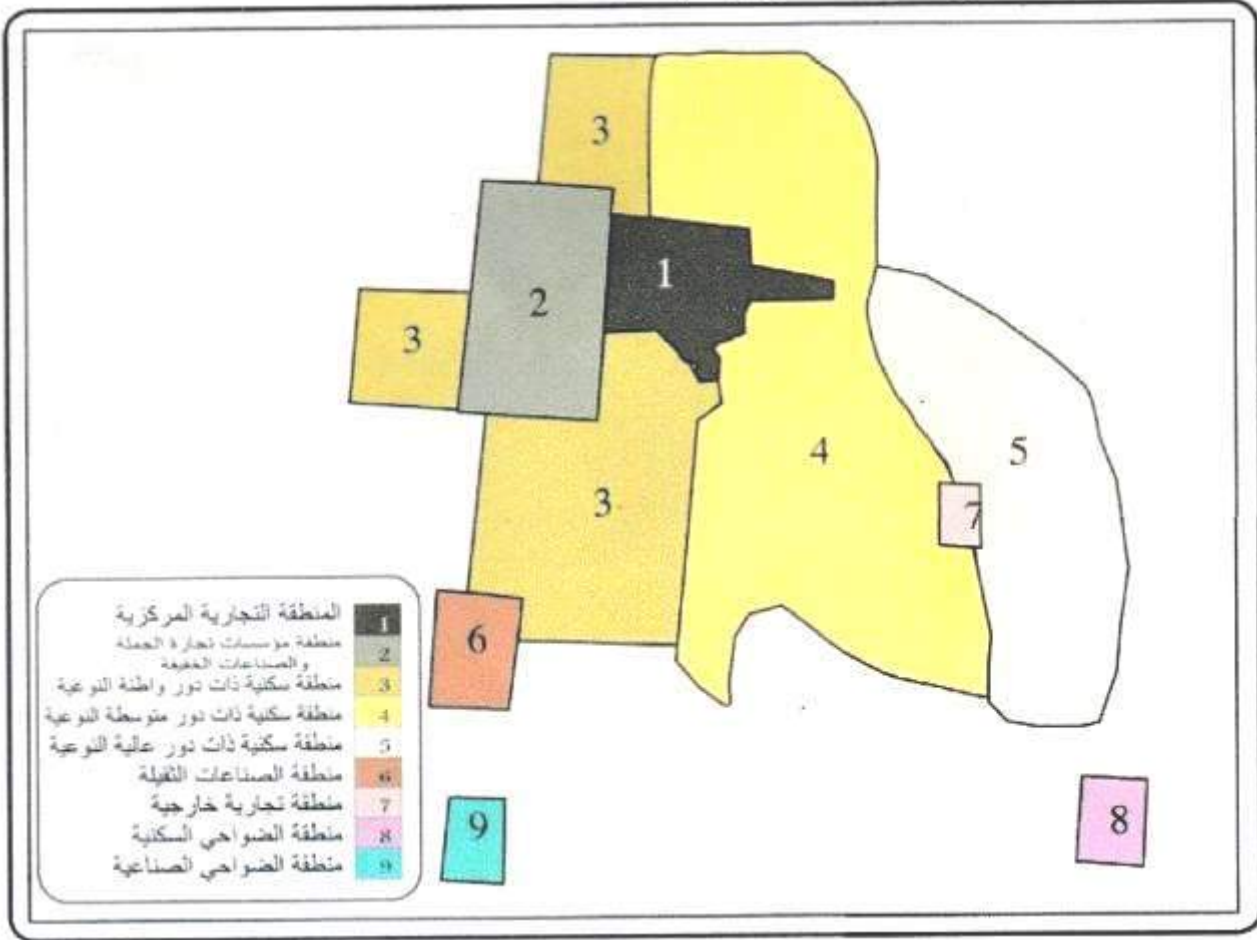 3
1
2
3
4
5
3
7
6
8
9
المنطقة التجارية المركزية 1
منطقة مؤسسات تجارة الجملة 2
والصناعات الخفيفة
منطقة سكنية ذات دور واطئة النوعية 3
منطقة سكنية ذات دور متوسطة النوعية 4
منطقة سكنية ذات دور عالية النوعية 5
منطقة الصناعات الثقيلة 6
منطقة تجارية خارجية 7
منطقة الضواحي السكنية 8
منطقة الضواحي الصناعية 9